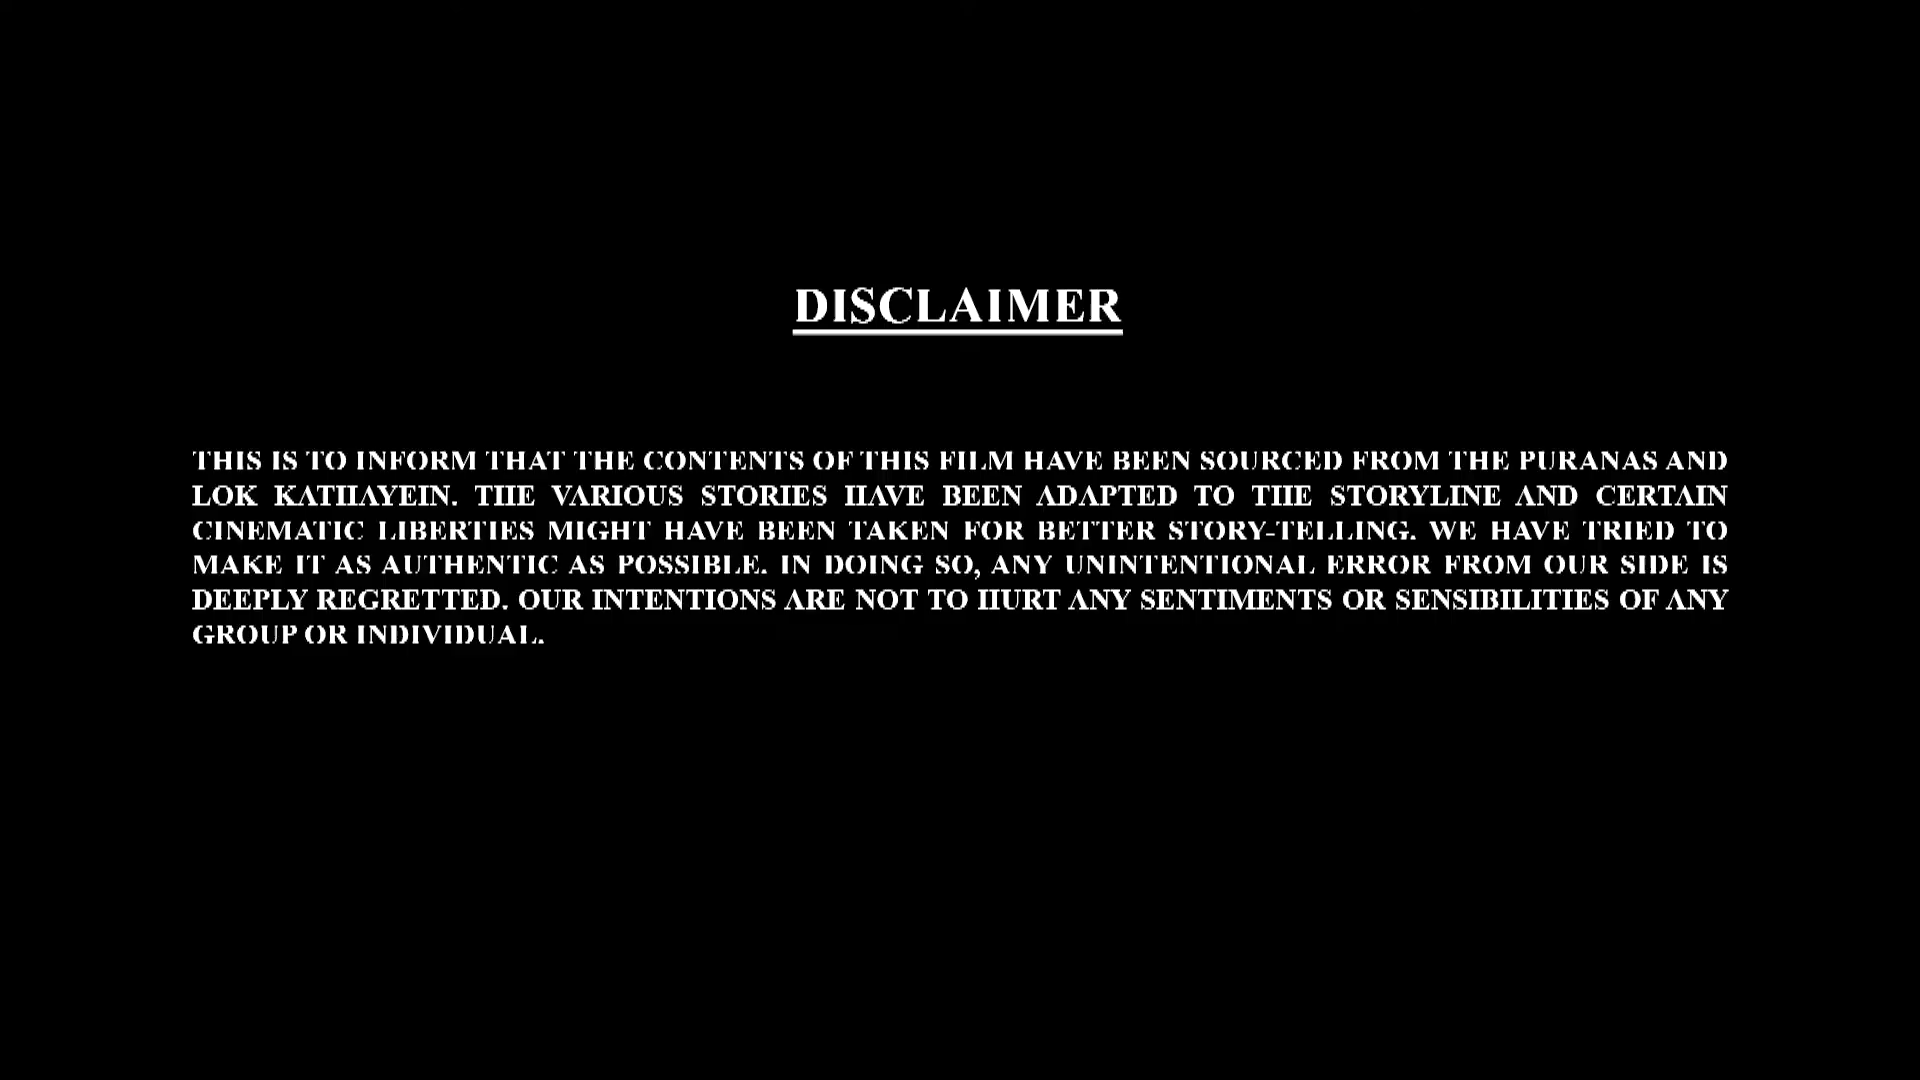 DISCLAIMER
THIS IS TO INFORM THAT THE CONTENTS OF THIS FILM HAVE BEEN SOURCED FROM THE PURANAS AND
LOK KATHAYEIN. THE VARIOUS STORIES HAVE BEEN ADAPTED TO THE STORYLINE AND CERTAIN
CINEMATIC LIBERTIES MIGHT HAVE BEEN TAKEN FOR BETTER STORY-TELLING. WE HAVE TRIED TO
MAKE IT AS AUTHENTIC AS POSSIBLE. IN DOING SO, ANY UNINTENTIONAL ERROR FROM OUR SIDE IS
DEEPLY REGRETTED. OUR INTENTIONS ARE NOT TO HURT ANY SENTIMENTS OR SENSIBILITIES OF ANY
GROUP OR INDIVIDUAL.